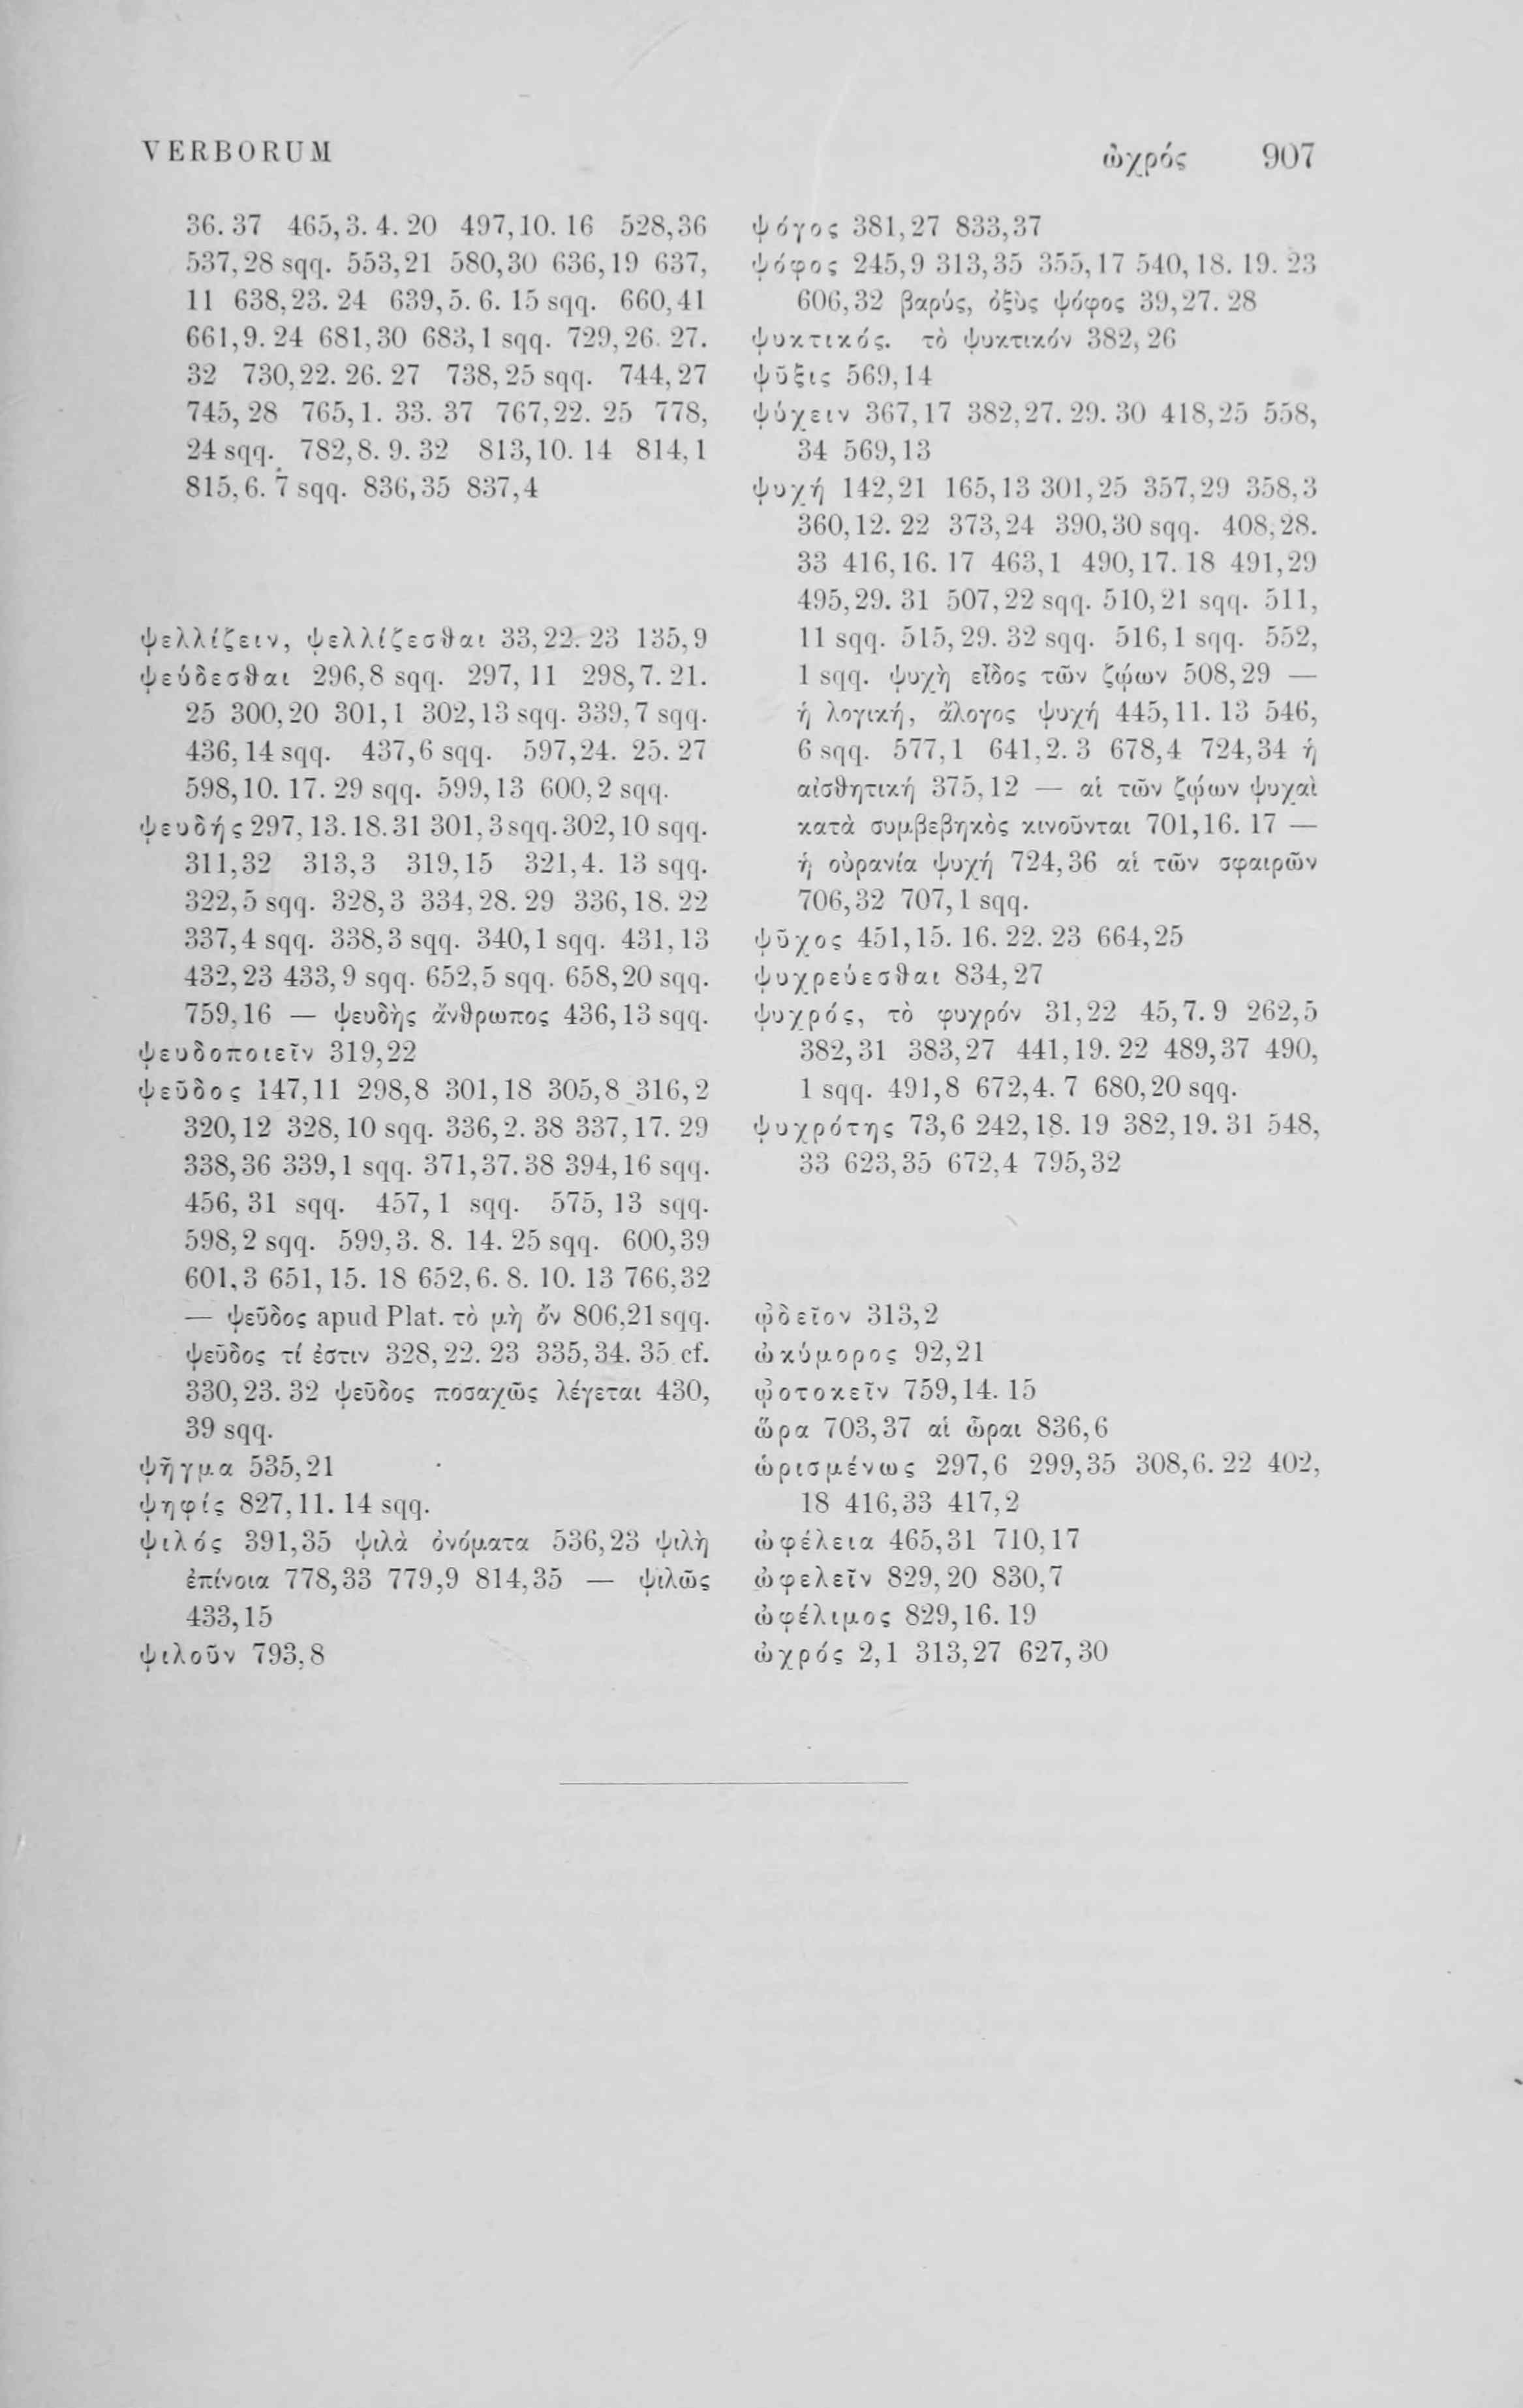 VERBORUM ὠχρός 907
36. 37 465,3. 4. 20 497,10. 16 528,36
537,28 sqq. 553,21 580,30 636,19 637,
11 638,23. 24 639,5. 6. 15 sqq. 660,41
661,9. 24 681,30 683,1 sqq. 729,26. 27.
32 730,22. 26. 27 738,25 sqq. 744,27
745,28 765,1. 33. 37 767,22. 25 778,
24 sqq. 782,8. 9. 32 813,10. 14 814,1
815,6. 7 sqq. 836,35 837,4
ψελλίζειν, ψελλίζεσθαι 33,22. 23 135,9
ψεύδεσθαι 296,8 sqq. 297,11 298,7. 21.
25 300,20 301,1 302,13 sqq. 339,7 sqq.
436,14 sqq. 437,6 sqq. 597,24. 25. 27
598,10. 17. 29 sqq. 599,13 600,2 sqq.
ψευδής 297,13. 18. 31 301,3 sqq. 302,10 sqq.
311,32 313,3 319,15 321,4. 13 sqq.
322,5 sqq. 328,3 334,28. 29 336,18. 22
337,4 sqq. 338,3 sqq. 340,1 sqq. 431,13
432,23 433,9 sqq. 652,5 sqq. 658,20 sqq.
759,16 — ψευδὴς ἄνθρωπος 436,13 sqq.
ψευδοποιεῖν 319,22
ψεῦδος 147,11 298,8 301,18 305,8 316,2
320,12 328,10 sqq. 336,2. 38 337,17. 29
338,36 339,1 sqq. 371,37. 38 394,16 sqq.
456,31 sqq. 457,1 sqq. 575,13 sqq.
598,2 sqq. 599,3. 8. 14. 25 sqq. 600,39
601,3 651,15. 18 652,6. 8. 10. 13 766,32
— ψεῦδος apud Plat. τὸ μὴ ὄν 806,21 sqq.
ψεῦδος τί ἐστιν 328,22. 23 335,34. 35 cf.
330,23. 32 ψεῦδος ποσαχῶς λέγεται 430,
39 sqq.
ψῆγμα 535,21
ψηφίς 827,11. 14 sqq.
ψιλός 391,35 ψιλὰ ὀνόματα 536,23 ψιλὴ
ἐπίνοια 778,33 779,9 814,35 — ψιλῶς
433,15
ψιλοῦν 793,8
ψόγος 381,27 833,37
ψόφος 245,9 313,35 355,17 540,18. 19. 23
606,32 βαρύς, ὀξὺς ψόφος 39,27. 28
ψυκτικός. τὸ ψυκτικόν 382,26
ψῦξις 569,14
ψύχειν 367,17 382,27. 29. 30 418,25 558,
34 569,13
ψυχή 142,21 165,13 301,25 357,29 358,3
360,12. 22 373,24 390,30 sqq. 408,28.
33 416,16. 17 463,1 490,17. 18 491,29
495,29. 31 507,22 sqq. 510,21 sqq. 511,
11 sqq. 515,29. 32 sqq. 516,1 sqq. 552,
1 sqq. ψυχὴ εἶδος τῶν ζῴων 508,29 —
ἡ λογική, ἄλογος ψυχή 445,11. 13 546,
6 sqq. 577,1 641,2. 3 678,4 724,34 ἡ
αἰσθητική 375,12 — αἱ τῶν ζῴων ψυχαὶ
κατὰ συμβεβηκὸς κινοῦνται 701,16. 17 —
ἡ οὐρανία ψυχή 724,36 αἱ τῶν σφαιρῶν
706,32 707,1 sqq.
ψῦχος 451,15. 16. 22. 23 664,25
ψυχρεύεσθαι 834,27
ψυχρός, τὸ φυχρόν 31,22 45,7. 9 262,5
382,31 383,27 441,19. 22 489,37 490,
1 sqq. 491,8 672,4. 7 680,20 sqq.
ψυχρότης 73,6 242,18. 19 382,19. 31 548,
33 623,35 672,4 795,32
ᾠδεῖον 313,2
ὠκύμορος 92,21
ᾠοτοκεῖν 759,14. 15
ὥρα 703,37 αἱ ὧραι 836,6
ὡρισμένως 297,6 299,35 308,6. 22 402,
18 416,33 417,2
ὠφέλεια 465,31 710,17
ὠφελεῖν 829,20 830,7
ὠφέλιμος 829,16. 19
ὠχρός 2,1 313,27 627,30